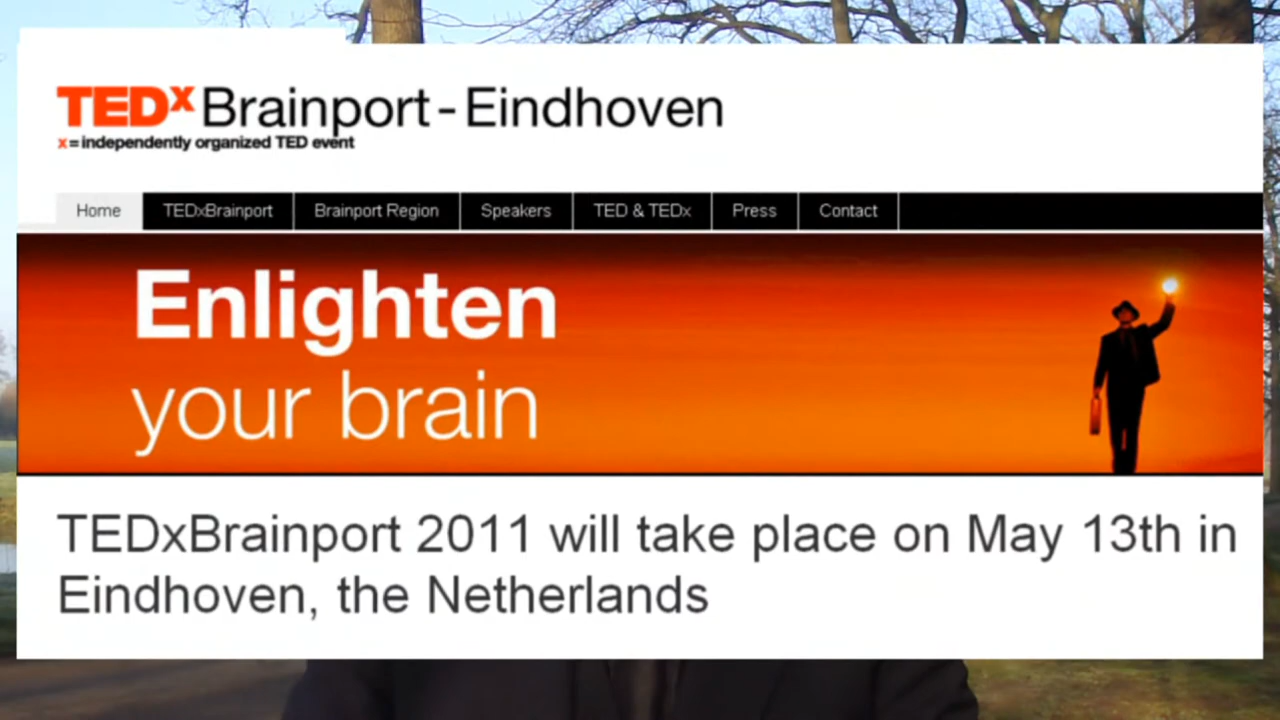 TEDx Brainport - Eindhoven
x = independently organized TED event
Home TEDxBrainport Brainport Region Speakers TED & TEDx Press Contact
Enlighten
your brain
TEDxBrainport 2011 will take place on May 13th in
Eindhoven, the Netherlands